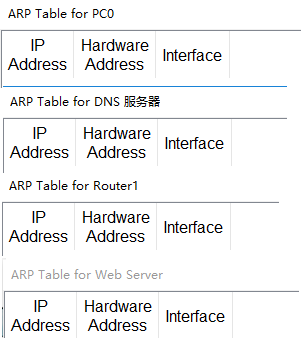 ARP Table for PC0
IP Address Hardware Address Interface
ARP Table for DNS 服务器
IP Address Hardware Address Interface
ARP Table for Router1
IP Address Hardware Address Interface
ARP Table for Web Server
IP Address Hardware Address Interface